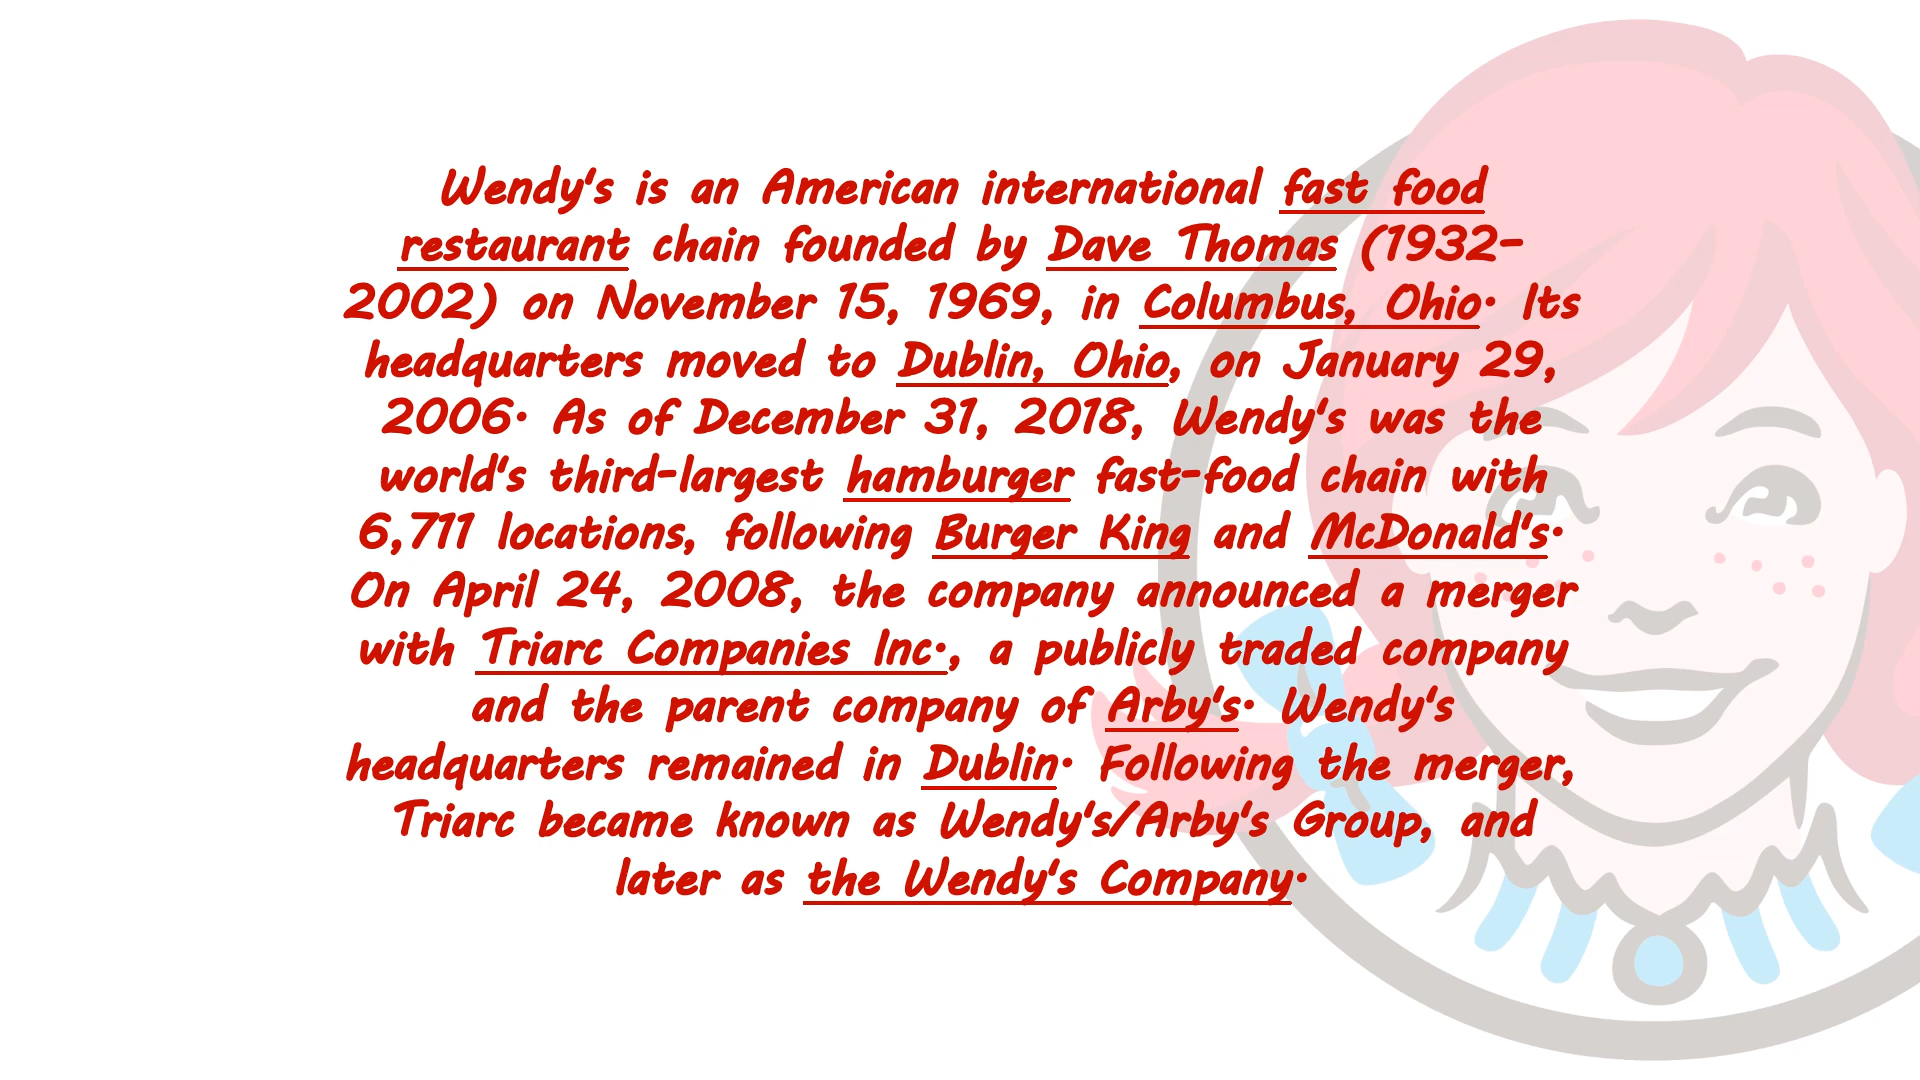 Wendy's is an American international fast food
restaurant chain founded by Dave Thomas (1932–
2002) on November 15, 1969, in Columbus, Ohio. Its
headquarters moved to Dublin, Ohio, on January 29,
2006. As of December 31, 2018, Wendy's was the
world's third-largest hamburger fast-food chain with
6,711 locations, following Burger King and McDonald's.
On April 24, 2008, the company announced a merger
with Triarc Companies Inc., a publicly traded company
and the parent company of Arby's. Wendy's
headquarters remained in Dublin. Following the merger,
Triarc became known as Wendy's/Arby's Group, and
later as the Wendy's Company.